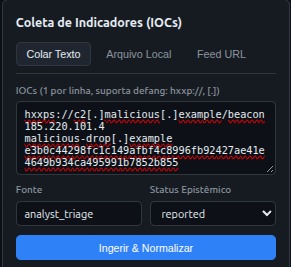 Coleta de Indicadores (IOCs)
Colar Texto Arquivo Local Feed URL
IOCs (1 por linha, suporta defang: hxxp://, [.])
hxxps://c2[.]malicious[.]example/beacon
185.220.101.4
malicious-drop[.]example
e3b0c44298fc1c149afbf4c8996fb92427ae41e
4649b934ca495991b7852b855
Fonte Status Epistêmico
analyst_triage reported
Ingerir & Normalizar